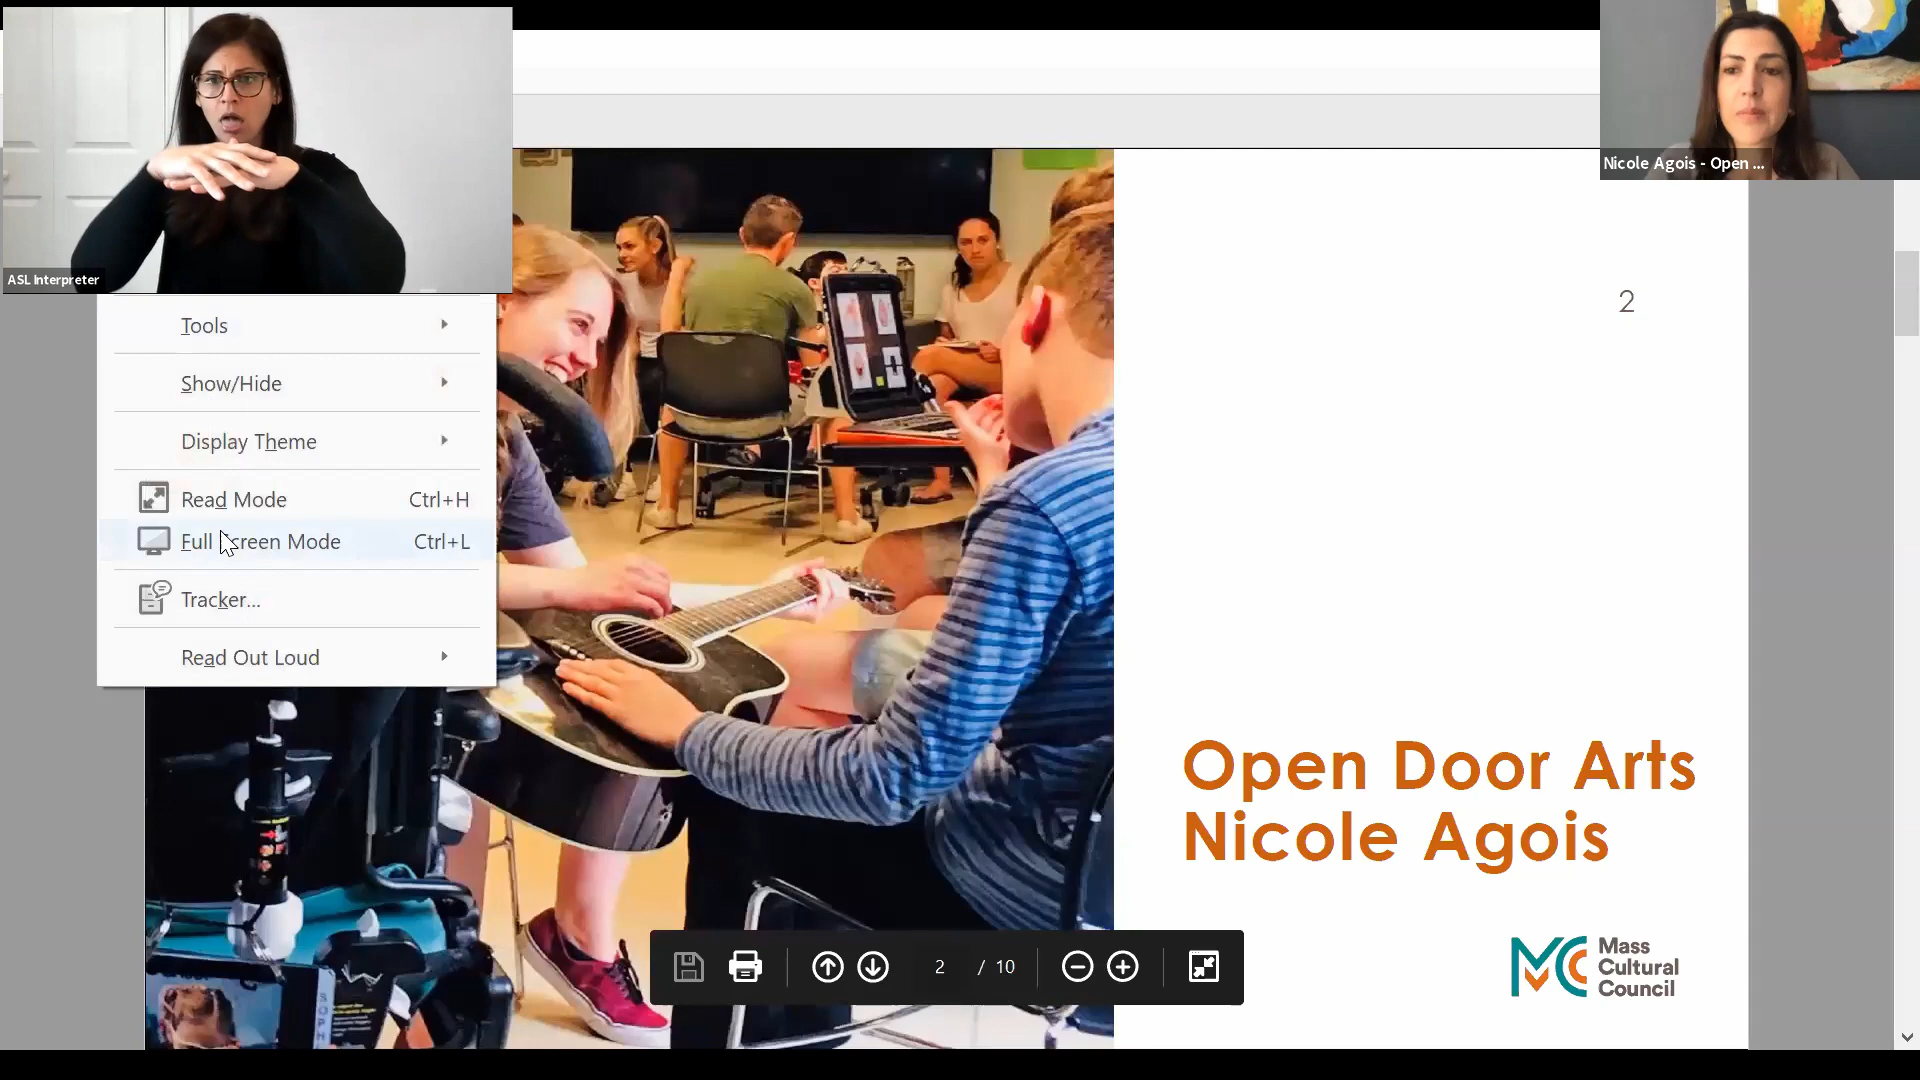 ASL Interpreter
Nicole Agois - Open ...
Tools
Show/Hide
Display Theme
Read Mode Ctrl+H
Full Screen Mode Ctrl+L
Tracker...
Read Out Loud
2
Open Door Arts
Nicole Agois
Mass
Cultural
Council
2 / 10
SOPH